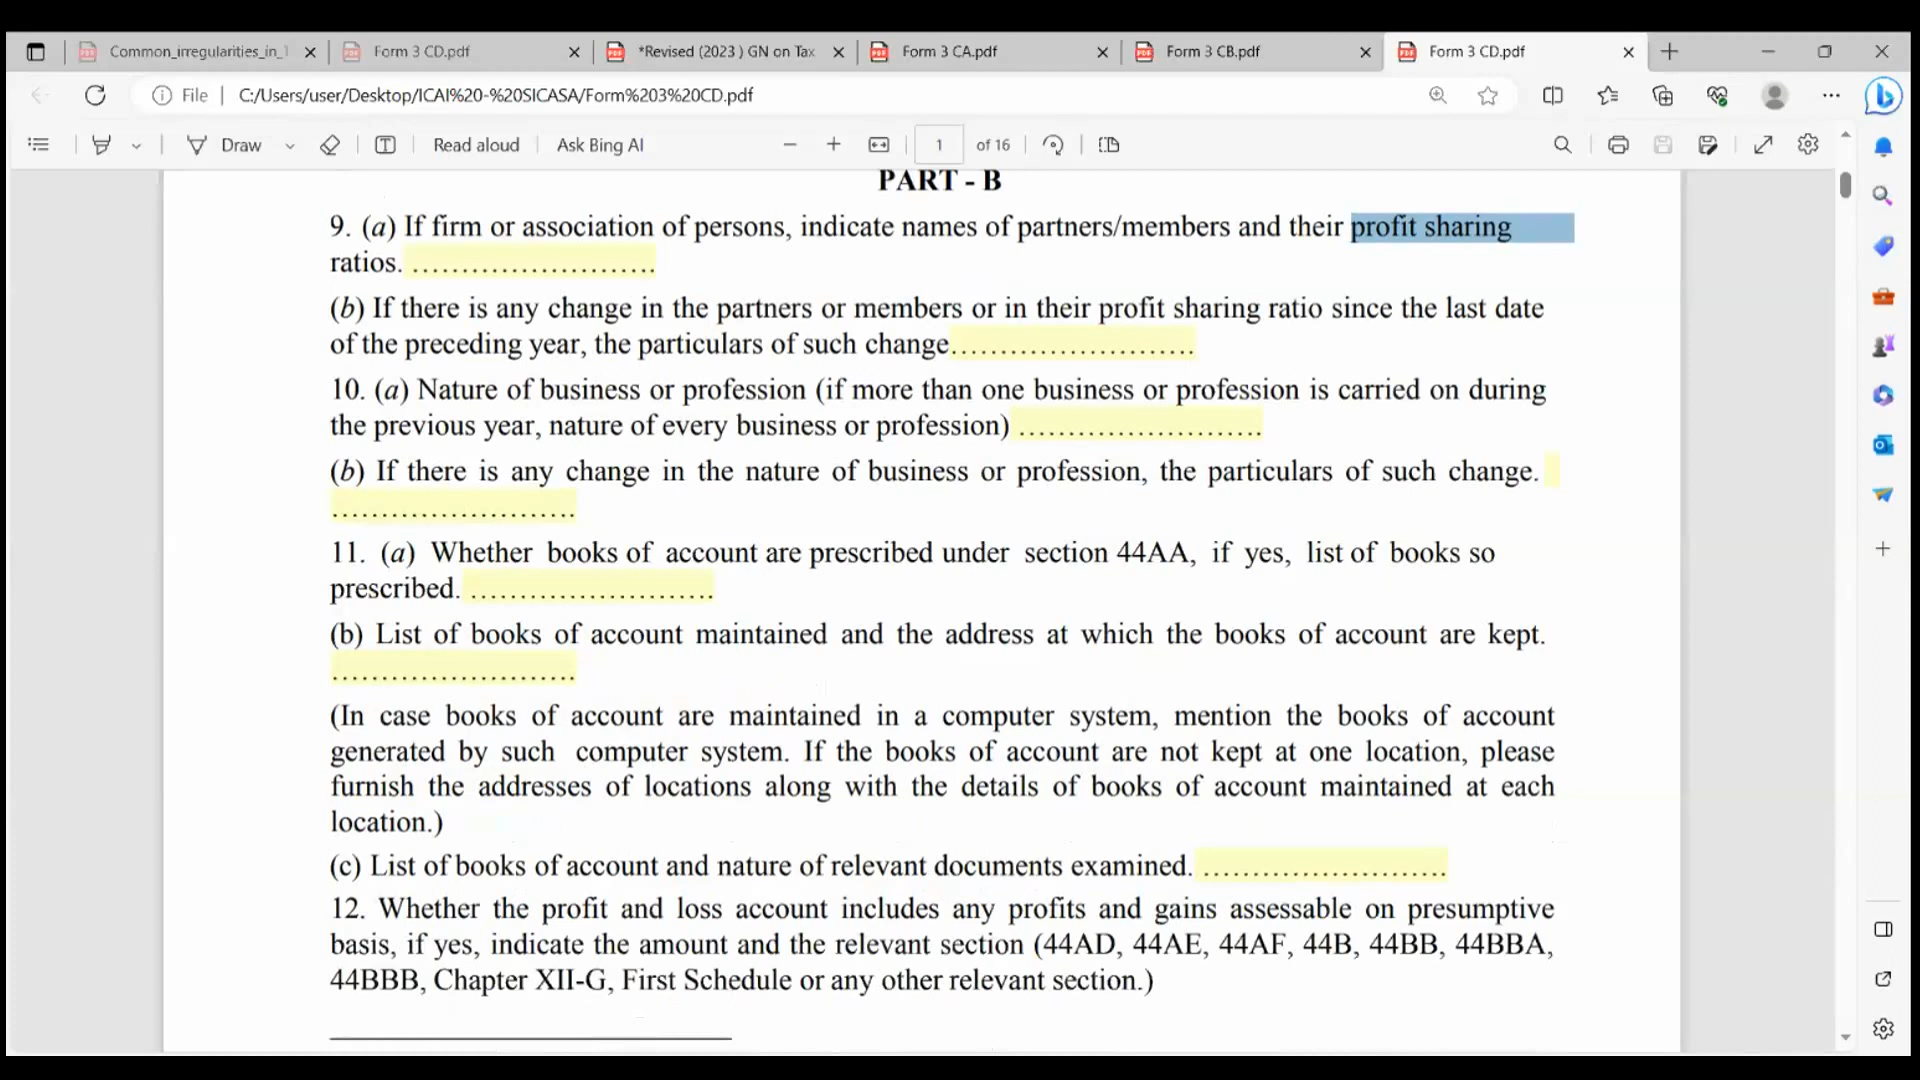 Common_irregularities_in_T
Form 3 CD.pdf
*Revised (2023 ) GN on Tax
Form 3 CA.pdf
Form 3 CB.pdf
Form 3 CD.pdf
File
C:/Users/user/Desktop/ICAI%20-%20SICASA/Form%203%20CD.pdf
Draw
Read aloud
Ask Bing AI
1
of 16
PART - B
9. (a) If firm or association of persons, indicate names of partners/members and their profit sharing
ratios. ……………………….
(b) If there is any change in the partners or members or in their profit sharing ratio since the last date
of the preceding year, the particulars of such change……………………….
10. (a) Nature of business or profession (if more than one business or profession is carried on during
the previous year, nature of every business or profession) ……………………….
(b) If there is any change in the nature of business or profession, the particulars of such change.
……………………….
11. (a) Whether books of account are prescribed under section 44AA, if yes, list of books so
prescribed. ……………………….
(b) List of books of account maintained and the address at which the books of account are kept.
……………………….
(In case books of account are maintained in a computer system, mention the books of account
generated by such computer system. If the books of account are not kept at one location, please
furnish the addresses of locations along with the details of books of account maintained at each
location.)
(c) List of books of account and nature of relevant documents examined. ……………………….
12. Whether the profit and loss account includes any profits and gains assessable on presumptive
basis, if yes, indicate the amount and the relevant section (44AD, 44AE, 44AF, 44B, 44BB, 44BBA,
44BBB, Chapter XII-G, First Schedule or any other relevant section.)